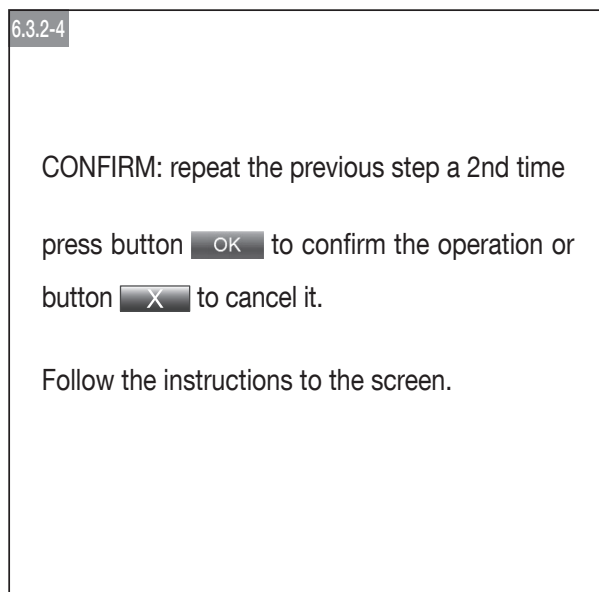 6.3.2-4
CONFIRM: repeat the previous step a 2nd time
press button OK to confirm the operation or
button X to cancel it.
Follow the instructions to the screen.